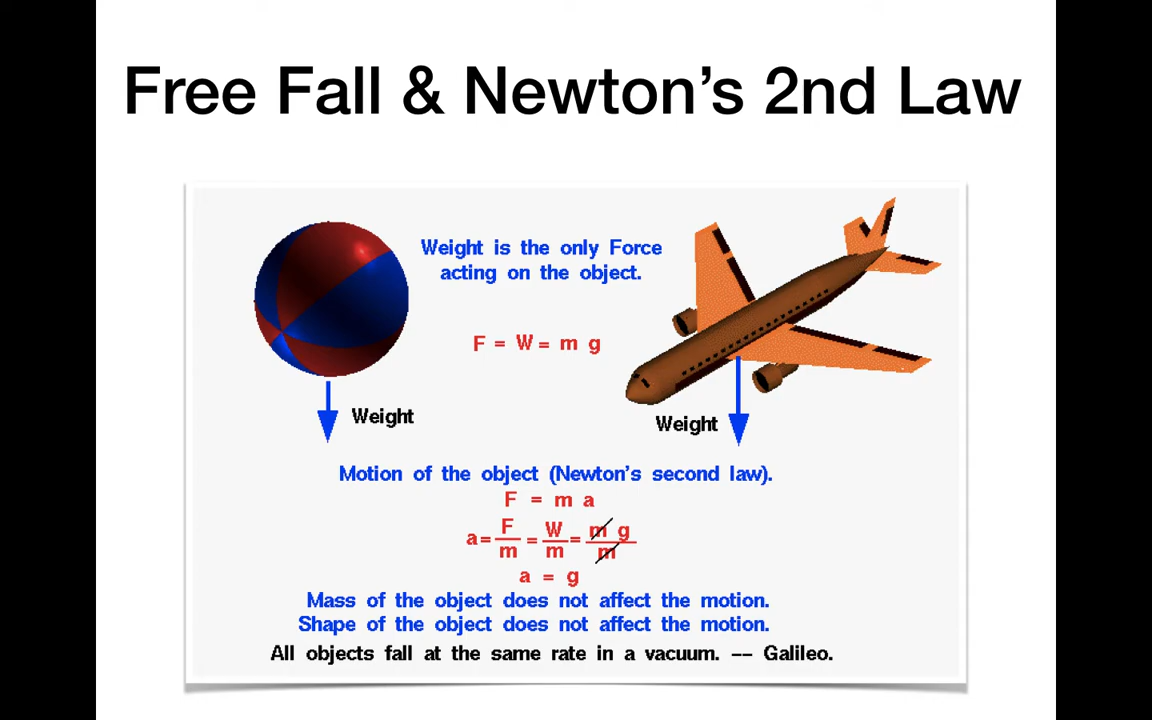 Free Fall & Newton’s 2nd Law
Weight is the only Force
acting on the object.
F = W = m g
Weight
Weight
Motion of the object (Newton's second law).
F = m a
a = F/m = W/m = m g/m
a = g
Mass of the object does not affect the motion.
Shape of the object does not affect the motion.
All objects fall at the same rate in a vacuum. -- Galileo.